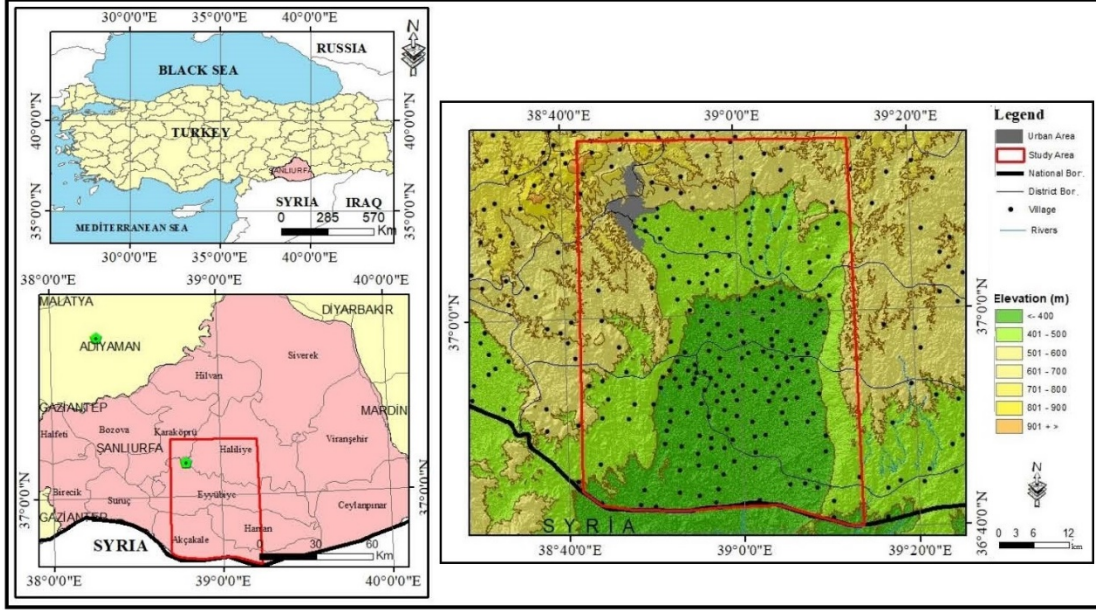 30°0'0"E 35°0'0"E 40°0'0"E
N
RUSSIA
BLACK SEA
40°0'0"N
40°0'0"N
TURKEY
ŞANLIURFA
SYRIA IRAQ
0 285 570
Km
35°0'0"N
35°0'0"N
MEDİTERRANEAN SEA
30°0'0"E 35°0'0"E 40°0'0"E
38°0'0"E 39°0'0"E 40°0'0"E
MALATYA
DİYARBAKIR
ADIYAMAN
Siverek
Hilvan
GAZİANTEP
MARDİN
Halfeti
Bozova
Karaköprü
Viranşehir
ŞANLIURFA
Haliliye
37°0'0"N
37°0'0"N
Birecik
Suruç
Eyyübiye
Ceylanpınar
GAZİANTEP
Harran
SYRIA
Akçakale
0 30 60
Km
38°0'0"E 39°0'0"E 40°0'0"E
38°40'0"E 39°0'0"E 39°20'0"E
37°0'0"N
37°0'0"N
36°40'0"N
SYRİA
38°40'0"E 39°0'0"E 39°20'0"E
Legend
Urban Area
Study Area
National Bor.
District Bor.
Village
Rivers
Elevation (m)
<- 400
401 - 500
501 - 600
601 - 700
701 - 800
801 - 900
901 + >
N
0 3 6 12
km